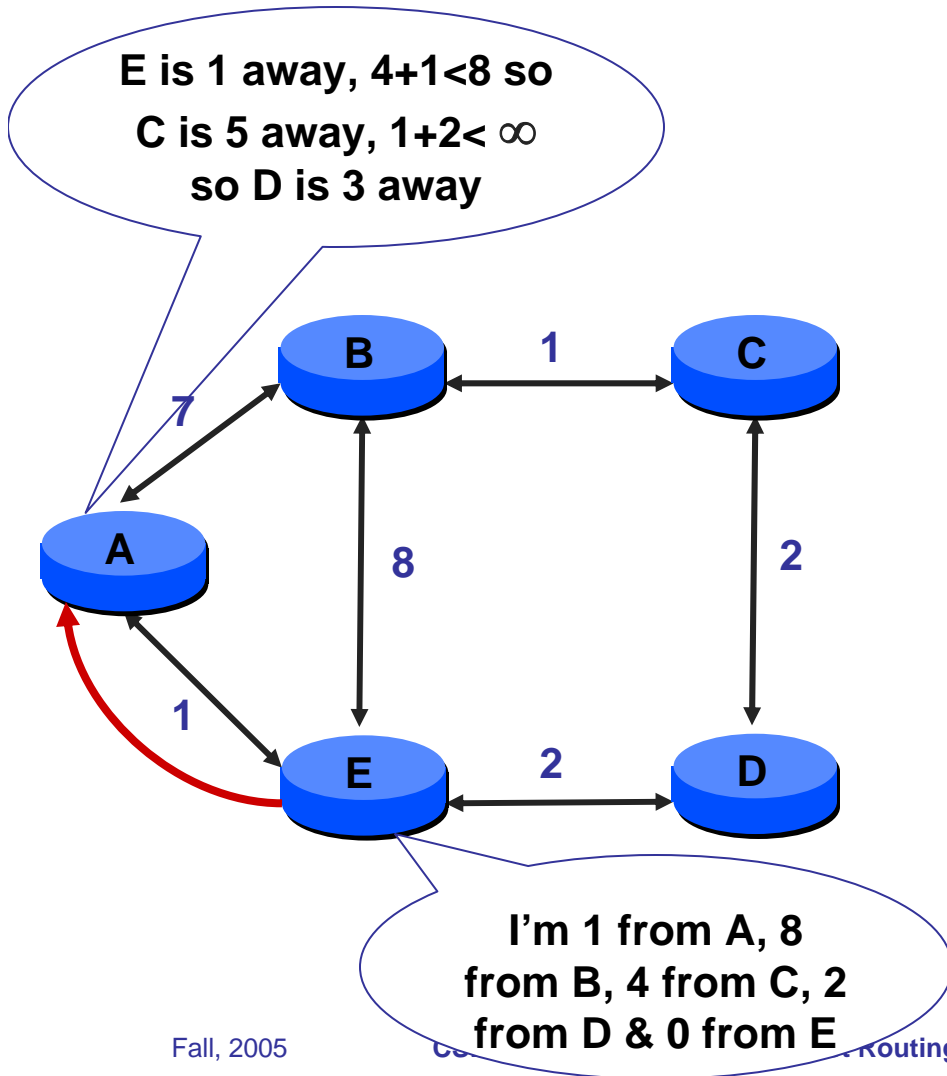 E is 1 away, 4+1<8 so
C is 5 away, 1+2< ∞
so D is 3 away
B
1
C
7
A
8
2
1
E
2
D
I’m 1 from A, 8
from B, 4 from C, 2
from D & 0 from E
Fall, 2005
Routing